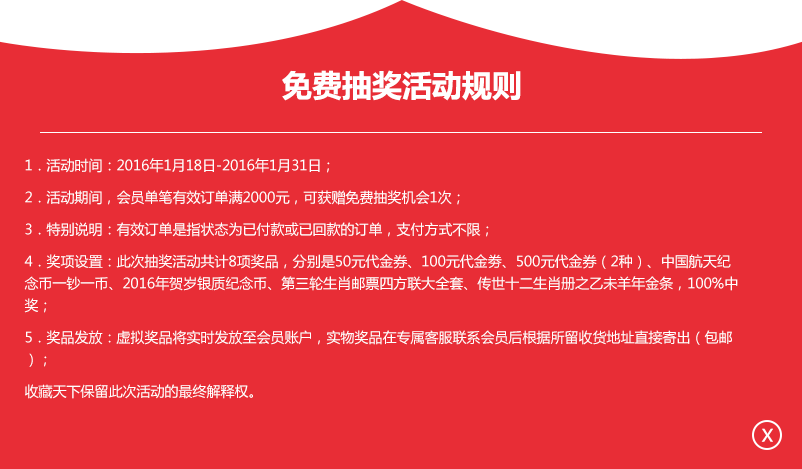 免费抽奖活动规则
1．活动时间：2016年1月18日-2016年1月31日；
2．活动期间，会员单笔有效订单满2000元，可获赠免费抽奖机会1次；
3．特别说明：有效订单是指状态为已付款或已回款的订单，支付方式不限；
4．奖项设置：此次抽奖活动共计8项奖品，分别是50元代金券、100元代金劵、500元代金券（2种）、中国航天纪
念币一钞一币、2016年贺岁银质纪念币、第三轮生肖邮票四方联大全套、传世十二生肖册之乙未羊年金条，100%中
奖；
5．奖品发放：虚拟奖品将实时发放至会员账户，实物奖品在专属客服联系会员后根据所留收货地址直接寄出（包邮
）；
收藏天下保留此次活动的最终解释权。
X